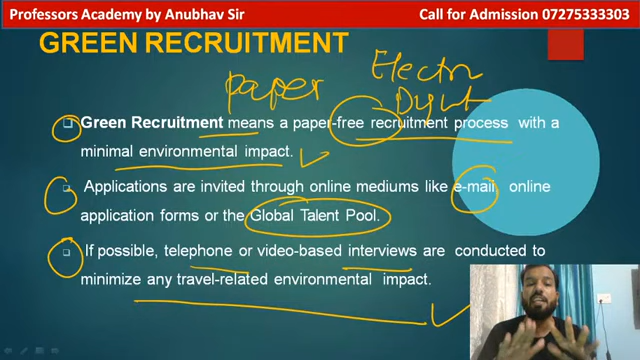 Professors Academy by Anubhav Sir Call for Admission 07275333303
GREEN RECRUITMENT
paper Electro
Green Recruitment means a paper-free recruitment process with a
minimal environmental impact.
Applications are invited through online mediums like e-mail, online
application forms or the Global Talent Pool.
If possible, telephone or video-based interviews are conducted to
minimize any travel-related environmental impact.